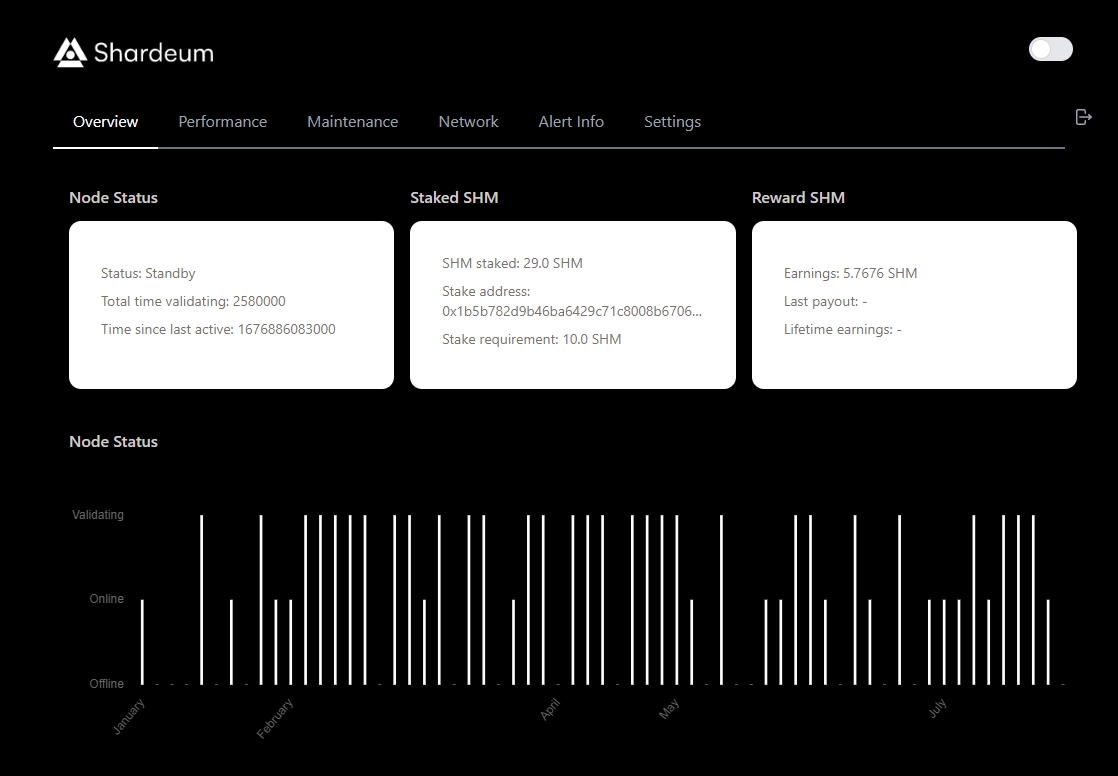 Shardeum
Overview Performance Maintenance Network Alert Info Settings
Node Status
Status: Standby
Total time validating: 2580000
Time since last active: 1676886083000
Staked SHM
SHM staked: 29.0 SHM
Stake address:
0x1b5b782d9b46ba6429c71c8008b6706...
Stake requirement: 10.0 SHM
Reward SHM
Earnings: 5.7676 SHM
Last payout: -
Lifetime earnings: -
Node Status
Validating
Online
Offline
January February April May July